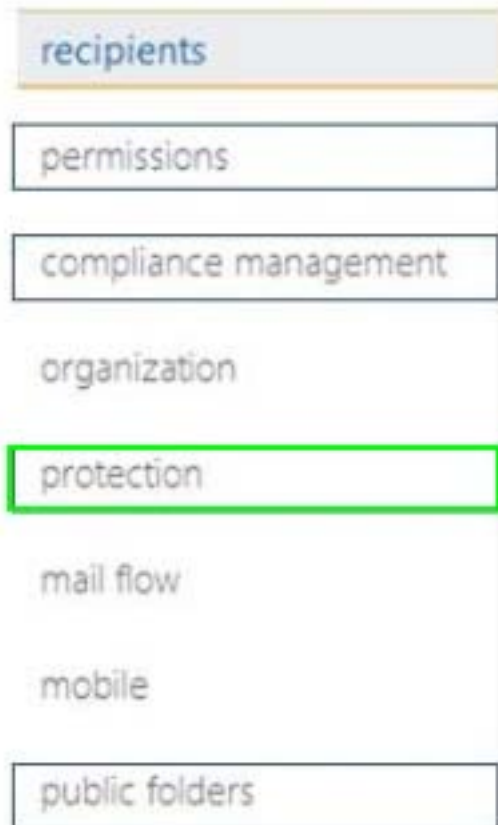 recipients
permissions
compliance management
organization
protection
mail flow
mobile
public folders